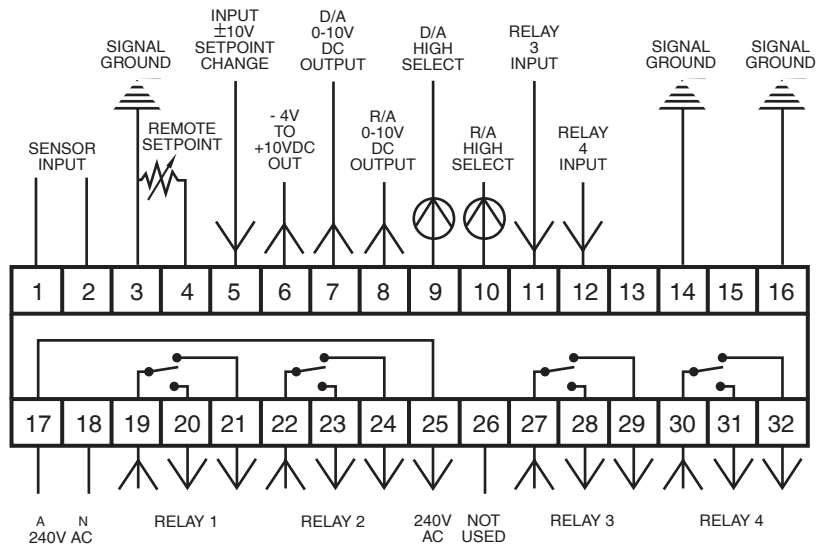 SIGNAL
GROUND
SENSOR
INPUT
REMOTE
SETPOINT
INPUT
±10V
SETPOINT
CHANGE
- 4V
TO
+10VDC
OUT
D/A
0-10V
DC
OUTPUT
R/A
0-10V
DC
OUTPUT
D/A
HIGH
SELECT
R/A
HIGH
SELECT
RELAY
3
INPUT
RELAY
4
INPUT
SIGNAL
GROUND
SIGNAL
GROUND
1 2 3 4 5 6 7 8 9 10 11 12 13 14 15 16
17 18 19 20 21 22 23 24 25 26 27 28 29 30 31 32
A N
240V AC
RELAY 1
RELAY 2
240V
AC
NOT
USED
RELAY 3
RELAY 4